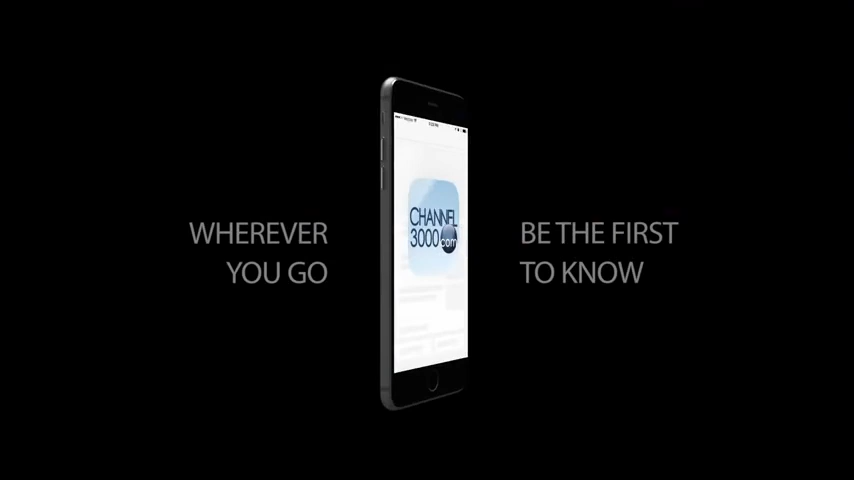 WHEREVER
YOU GO
CHANNEL
3000
com
BE THE FIRST
TO KNOW